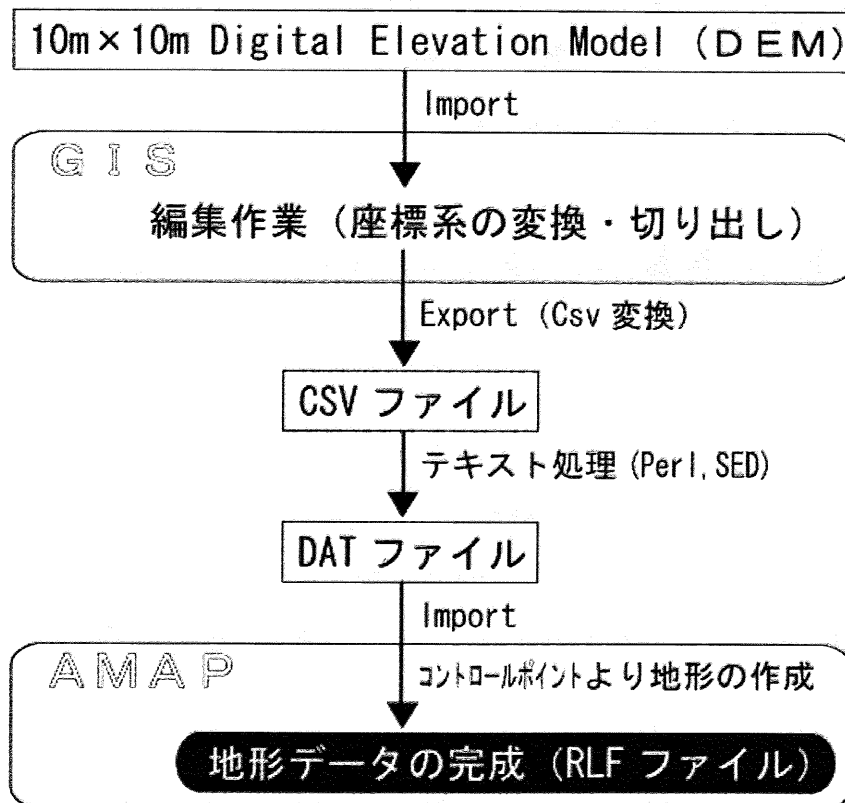 10m×10m Digital Elevation Model (ＤＥＭ)
Import
ＧＩＳ
編集作業（座標系の変換・切り出し）
Export（Csv 変換）
CSV ファイル
テキスト処理(Perl,SED)
DAT ファイル
Import
ＡＭＡＰ
ｺﾝﾄﾛｰﾙﾎﾟｲﾝﾄより地形の作成
地形データの完成（RLF ファイル）